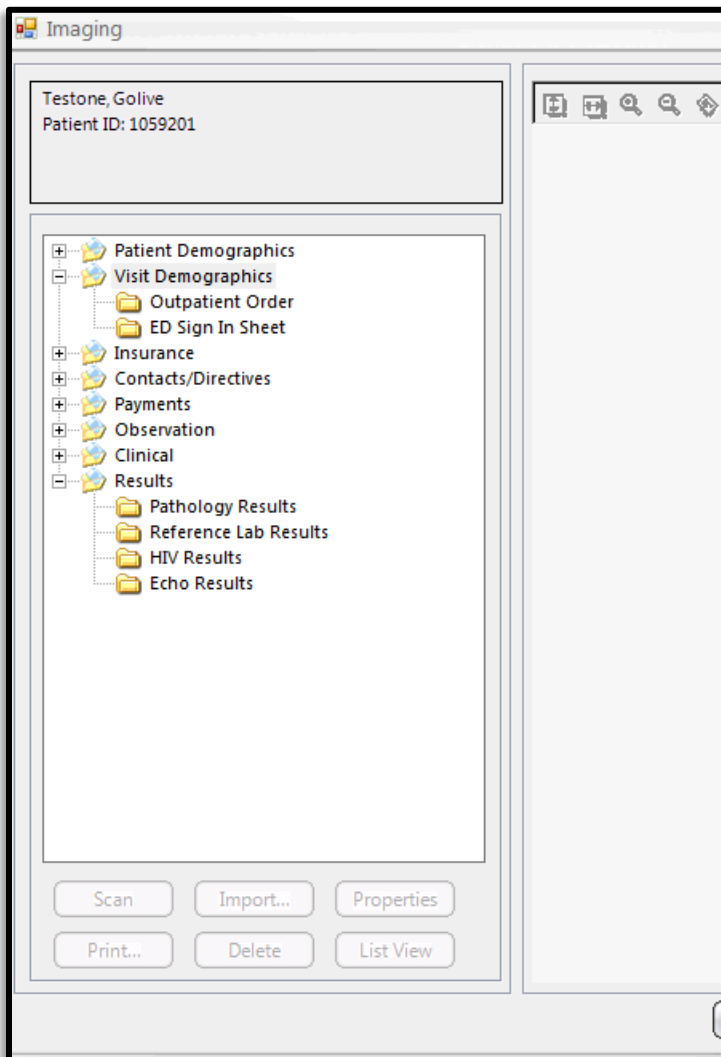 Imaging
Testone, Golive
Patient ID: 1059201
Patient Demographics
Visit Demographics
Outpatient Order
ED Sign In Sheet
Insurance
Contacts/Directives
Payments
Observation
Clinical
Results
Pathology Results
Reference Lab Results
HIV Results
Echo Results
Scan Import... Properties
Print... Delete List View